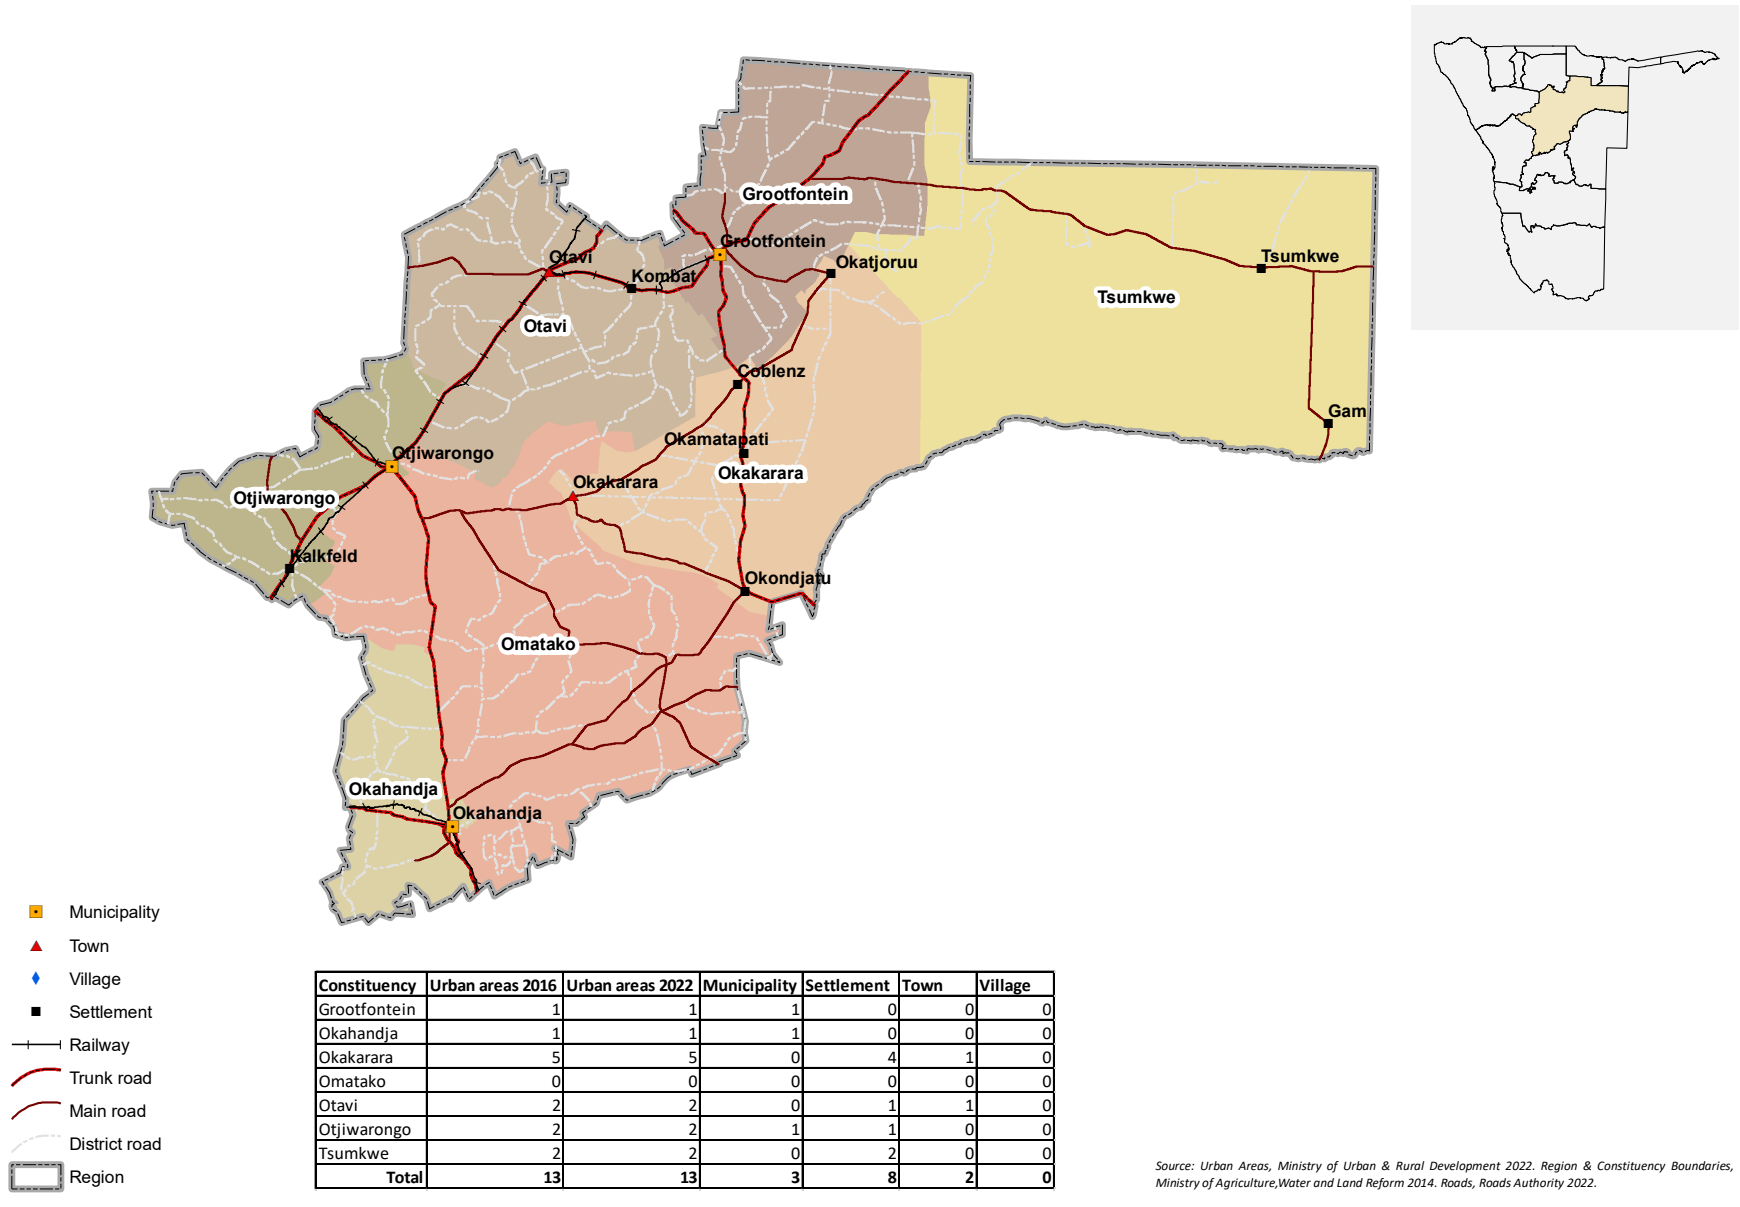 Grootfontein
Grootfontein
Otavi
Kombat
Okatjoruu
Tsumkwe
Tsumkwe
Otavi
Coblenz
Gam
Okamatapati
Otjiwarongo
Okakarara
Okakarara
Otjiwarongo
Kalkfeld
Okondjatu
Omatako
Okahandja
Okahandja
Municipality
Town
Village
Settlement
Railway
Trunk road
Main road
District road
Region
Constituency Urban areas 2016 Urban areas 2022 Municipality Settlement Town Village
Grootfontein 1 1 1 0 0 0
Okahandja 1 1 1 0 0 0
Okakarara 5 5 0 4 1 0
Omatako 0 0 0 0 0 0
Otavi 2 2 0 1 1 0
Otjiwarongo 2 2 1 1 0 0
Tsumkwe 2 2 0 2 0 0
Total 13 13 3 8 2 0
Source: Urban Areas, Ministry of Urban & Rural Development 2022. Region & Constituency Boundaries,
Ministry of Agriculture,Water and Land Reform 2014. Roads, Roads Authority 2022.